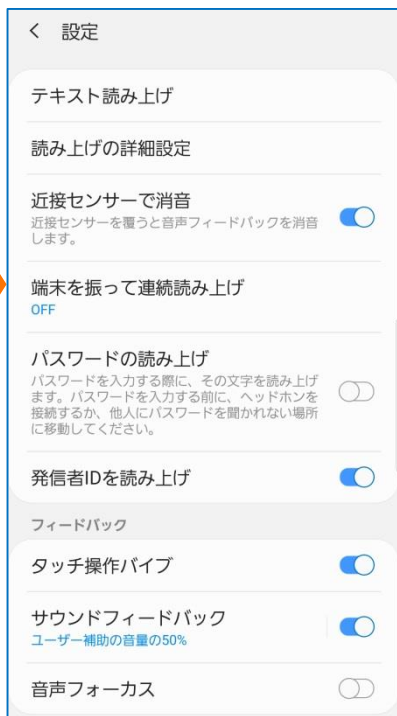 設定
テキスト読み上げ
読み上げの詳細設定
近接センサーで消音
近接センサーを覆うと音声フィードバックを消音
します。
端末を振って連続読み上げ
OFF
パスワードの読み上げ
パスワードを入力する際に、その文字を読み上げ
ます。パスワードを入力する前に、ヘッドホンを
接続するか、他人にパスワードを聞かれない場所
に移動してください。
発信者IDを読み上げ
フィードバック
タッチ操作バイブ
サウンドフィードバック
ユーザー補助の音量の50%
音声フォーカス